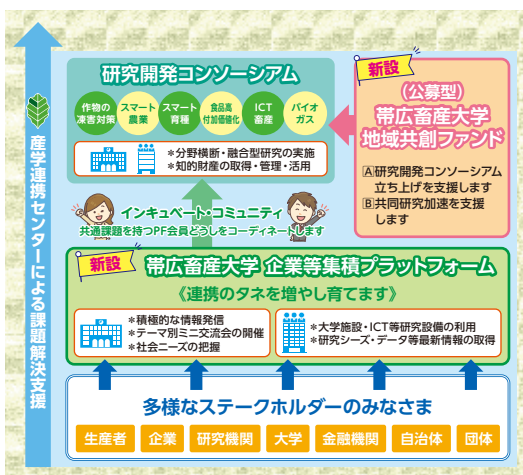 産学連携センターによる課題解決支援
研究開発コンソーシアム
作物の
凍害対策
スマート
農業
スマート
育種
食品高
付加価値化
ICT
畜産
バイオ
ガス
＊分野横断・融合型研究の実施
＊知的財産の取得・管理・活用
新設
(公募型)
帯広畜産大学
地域共創ファンド
A研究開発コンソーシアム
立ち上げを支援します
B共同研究加速を支援
します
インキュベート・コミュニティ
共通課題を持つPF会員どうしをコーディネートします
新設
帯広畜産大学 企業等集積プラットフォーム
《連携のタネを増やし育てます》
＊積極的な情報発信
＊テーマ別ミニ交流会の開催
＊社会ニーズの把握
＊大学施設・ICT等研究設備の利用
＊研究シーズ・データ等最新情報の取得
多様なステークホルダーのみなさま
生産者 企業 研究機関 大学 金融機関 自治体 団体